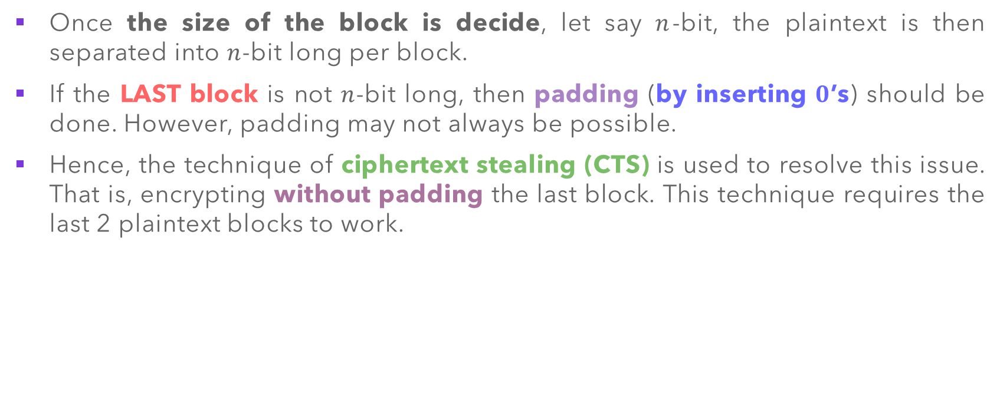 ▪ Once the size of the block is decide, let say n-bit, the plaintext is then
separated into n-bit long per block.
▪ If the LAST block is not n-bit long, then padding (by inserting 0’s) should be
done. However, padding may not always be possible.
▪ Hence, the technique of ciphertext stealing (CTS) is used to resolve this issue.
That is, encrypting without padding the last block. This technique requires the
last 2 plaintext blocks to work.